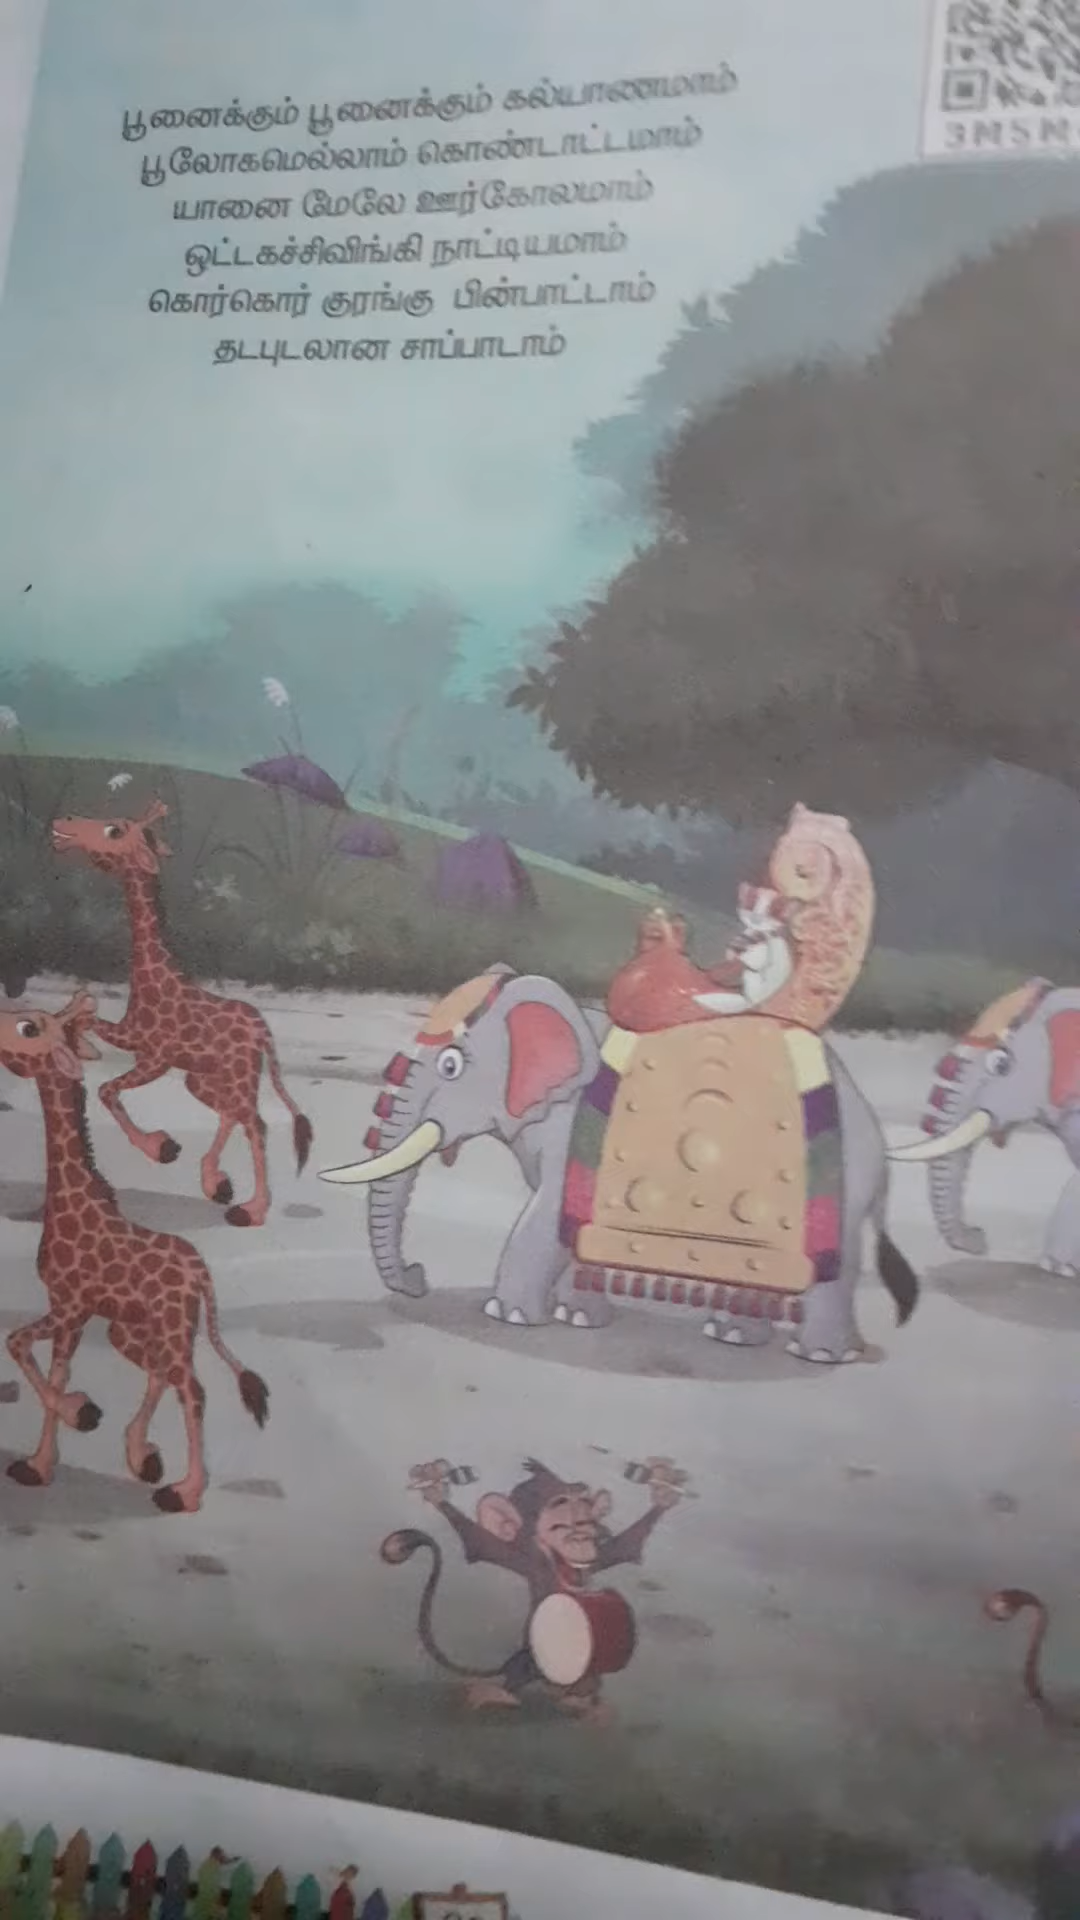 பூனைக்கும் பூனைக்கும் கல்யாணமாம்
பூலோகமெல்லாம் கொண்டாட்டமாம்
யானை மேலே ஊர்கோலமாம்
ஒட்டகச்சிவிங்கி நாட்டியமாம்
கொர்கொர் குரங்கு பின்பாட்டாம்
தடபுடலான சாப்பாடாம்